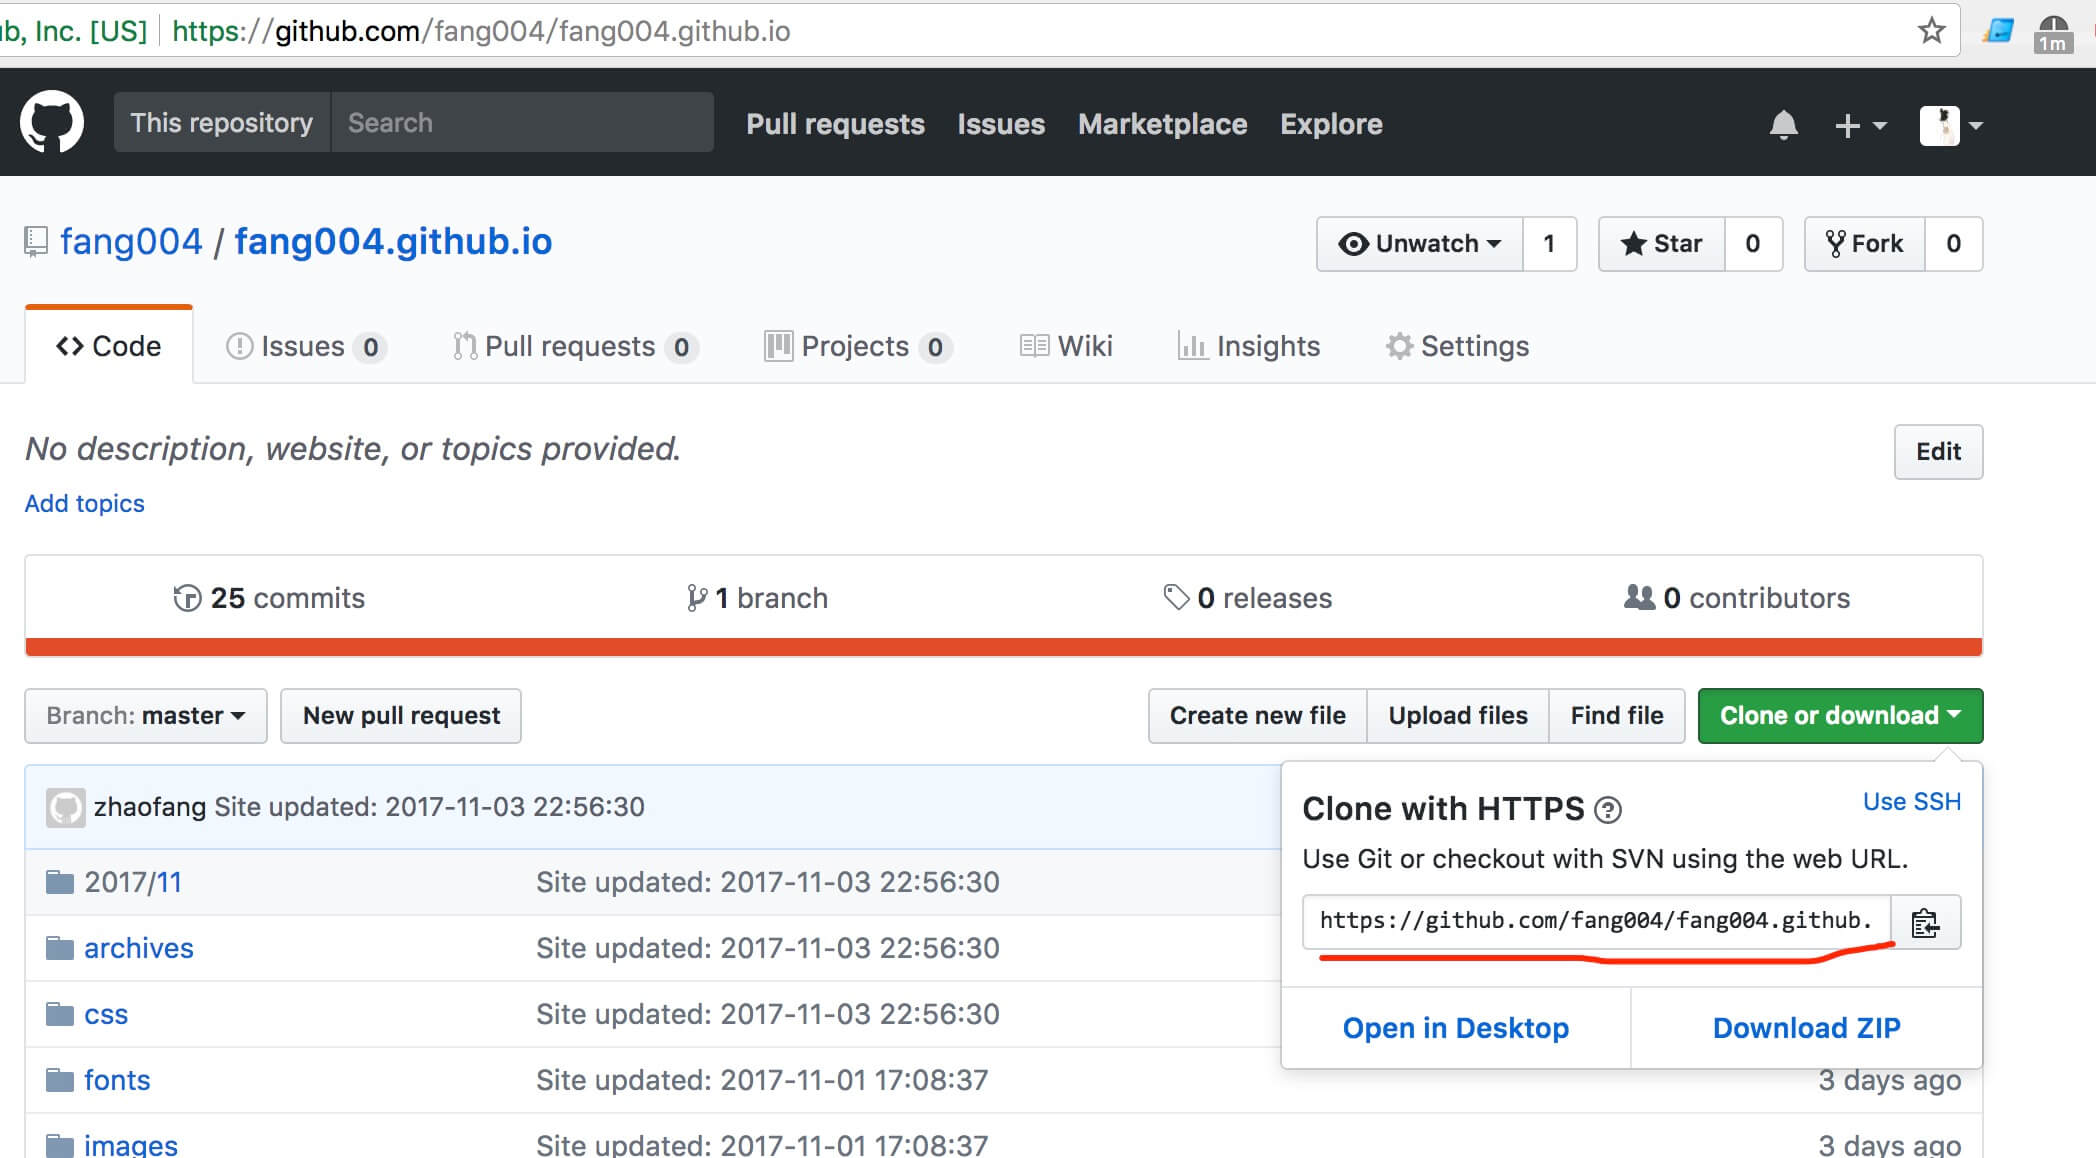 ub, Inc. [US] https://github.com/fang004/fang004.github.io
1m
This repository Search Pull requests Issues Marketplace Explore
fang004 / fang004.github.io Unwatch 1 Star 0 Fork 0
Code Issues 0 Pull requests 0 Projects 0 Wiki Insights Settings
No description, website, or topics provided. Edit
Add topics
25 commits 1 branch 0 releases 0 contributors
Branch: master New pull request Create new file Upload files Find file Clone or download
zhaofang Site updated: 2017-11-03 22:56:30
Clone with HTTPS ? Use SSH
Use Git or checkout with SVN using the web URL.
2017/11 Site updated: 2017-11-03 22:56:30
https://github.com/fang004/fang004.github.
archives Site updated: 2017-11-03 22:56:30
css Site updated: 2017-11-03 22:56:30
Open in Desktop Download ZIP
fonts Site updated: 2017-11-01 17:08:37 3 days ago
images Site updated: 2017-11-01 17:08:37 3 days ago